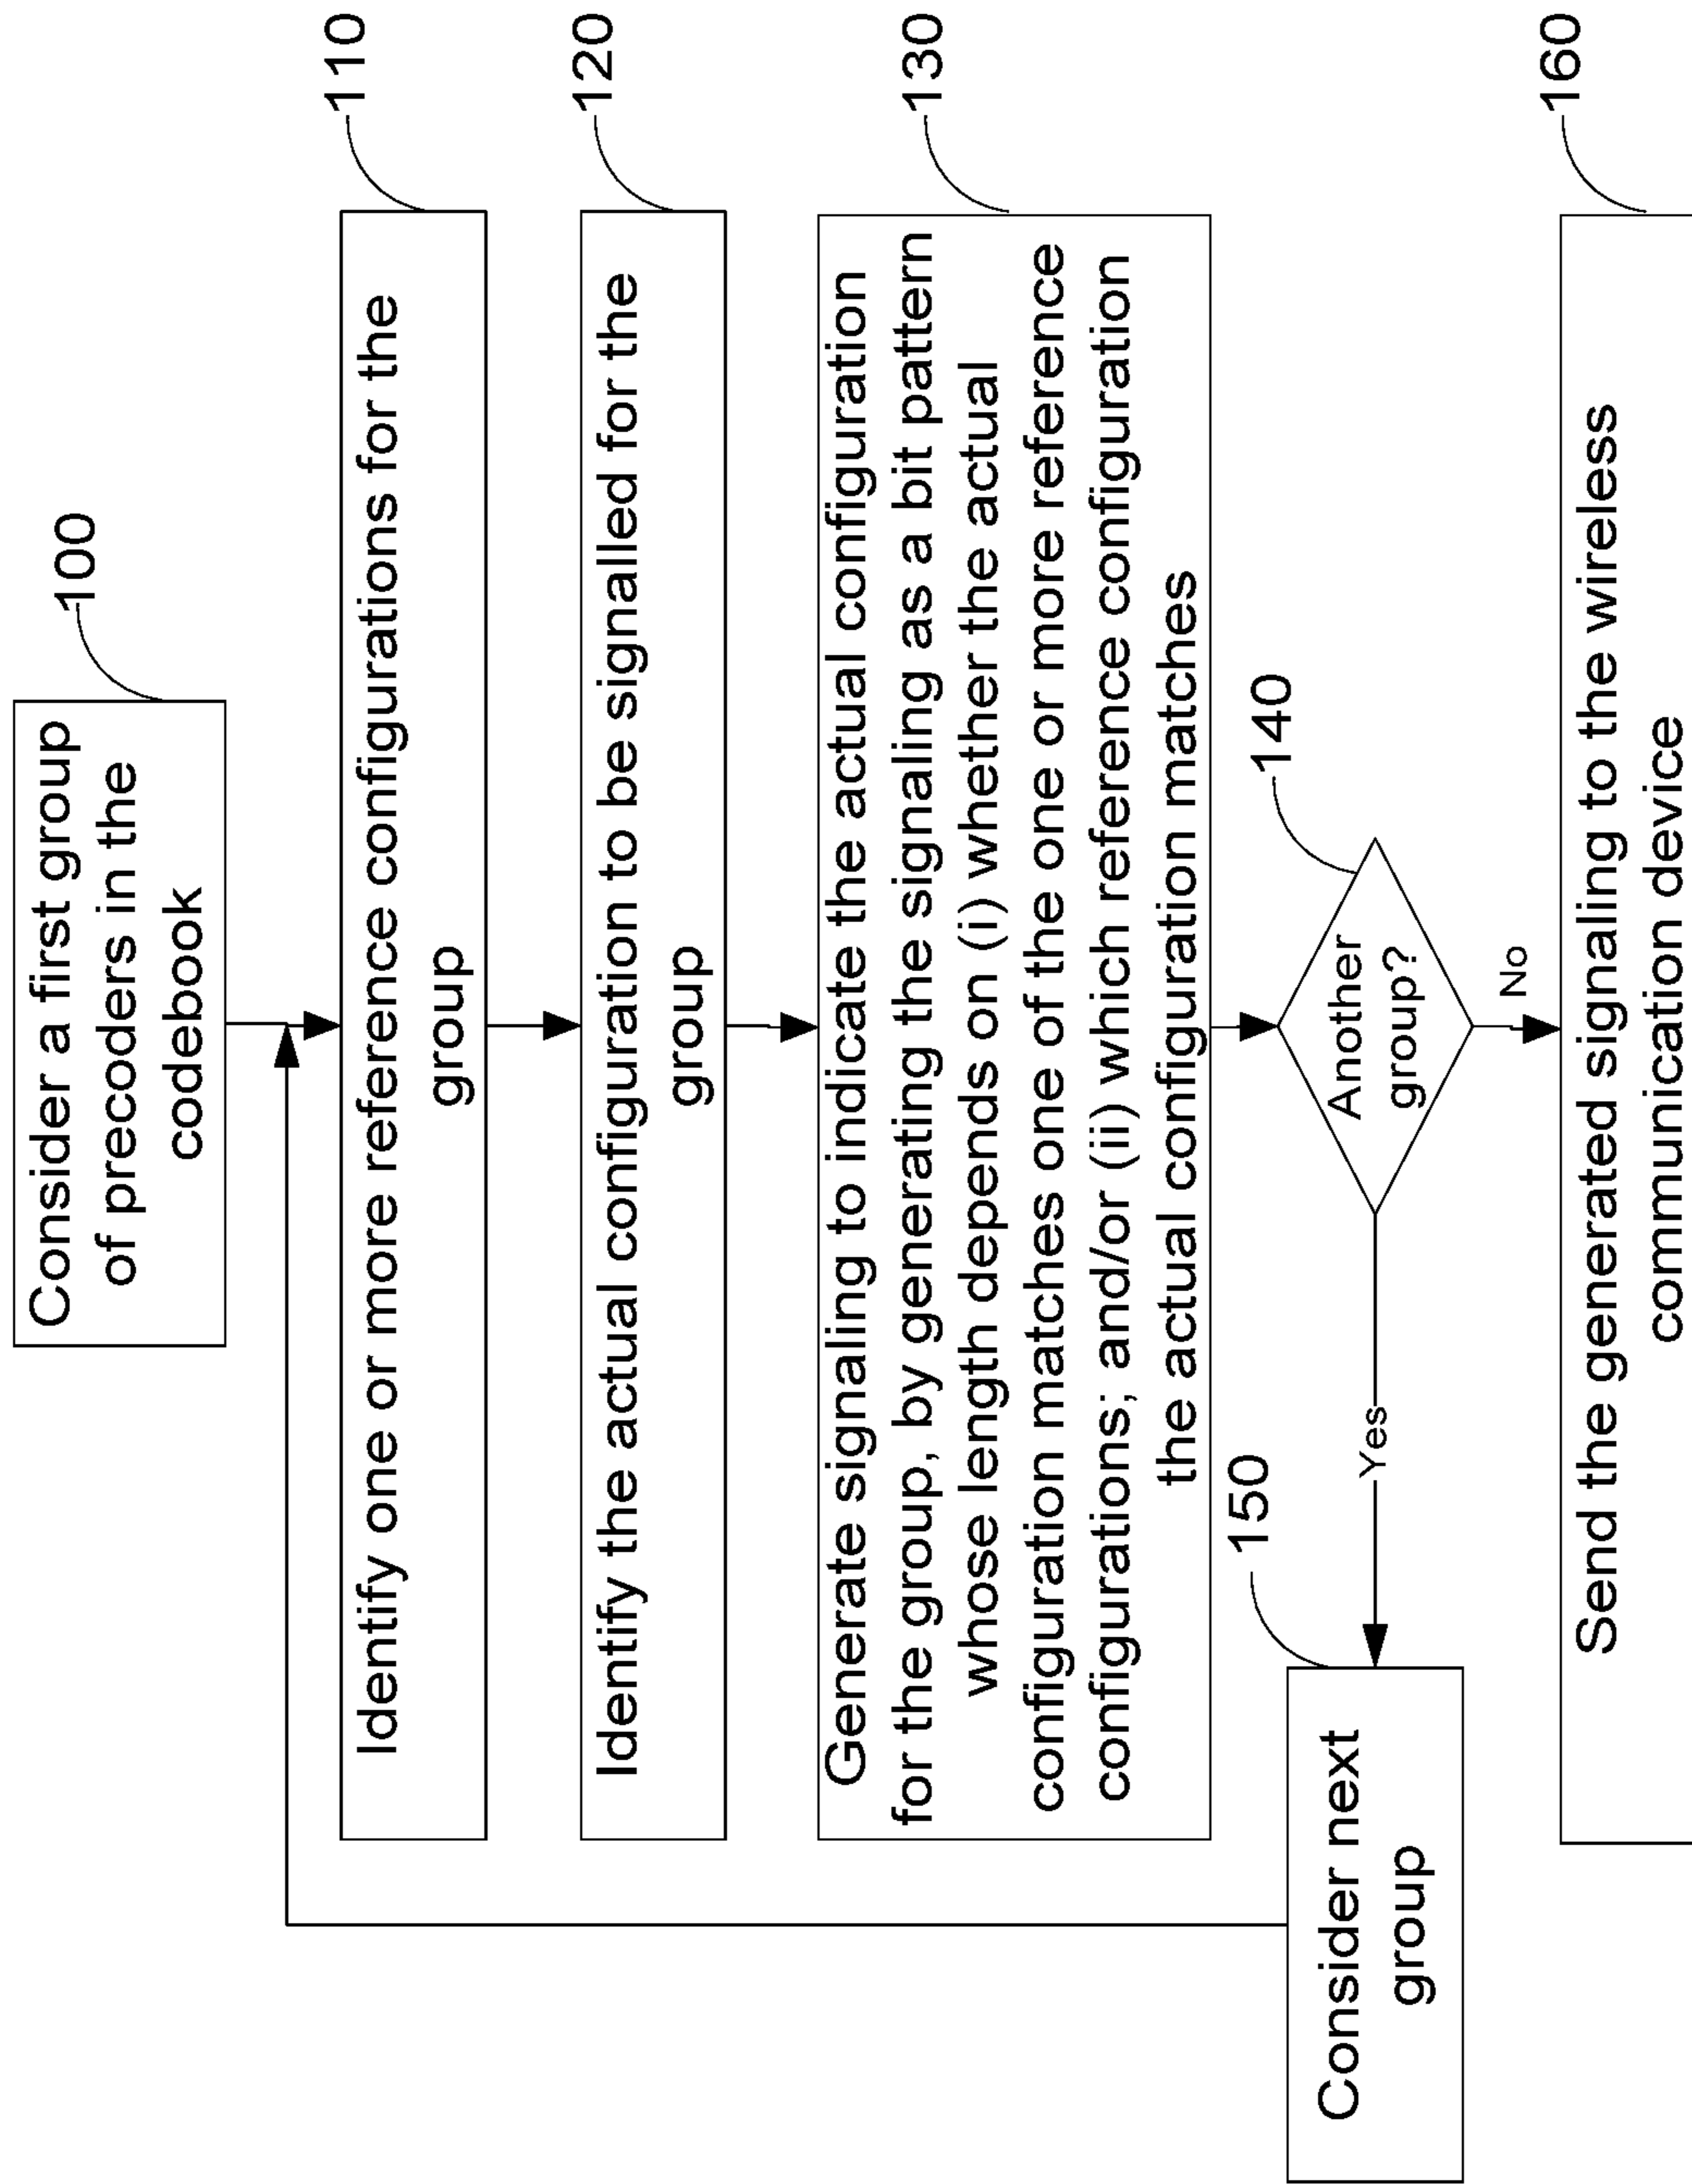 Consider a first group
of precoders in the
codebook
100
Identify one or more reference configurations for the
group
110
Identify the actual configuration to be signalled for the
group
120
Generate signaling to indicate the actual configuration
for the group, by generating the signaling as a bit pattern
whose length depends on (i) whether the actual
configuration matches one of the one or more reference
configurations; and/or (ii) which reference configuration
the actual configuration matches
130
Another
group?
140
Yes
No
Consider next
group
150
Send the generated signaling to the wireless
communication device
160